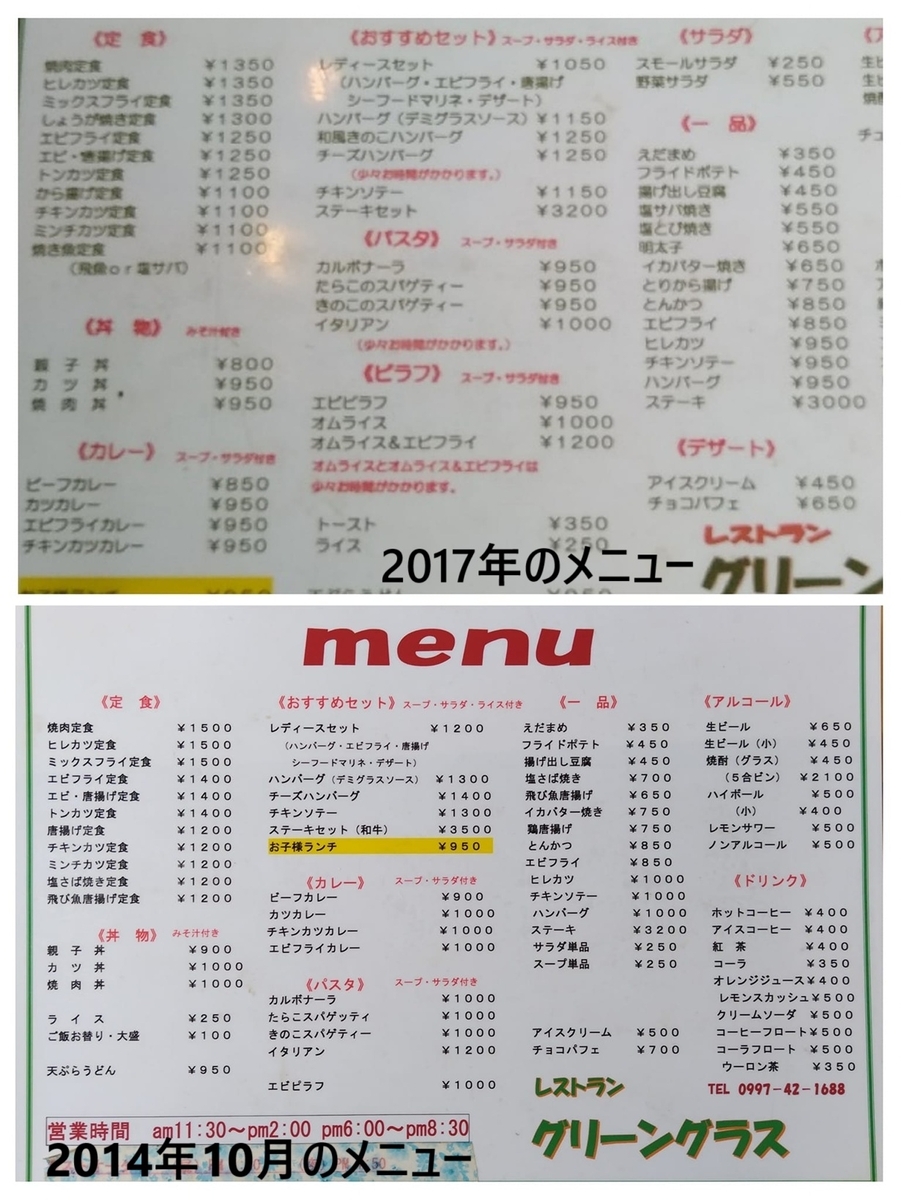 《定 食》
焼肉定食 ¥1350
ヒレカツ定食 ¥1350
ミックスフライ定食 ¥1350
しょうが焼き定食 ¥1300
エビフライ定食 ¥1250
エビ・唐揚げ定食 ¥1250
トンカツ定食 ¥1250
から揚げ定食 ¥1100
チキンカツ定食 ¥1100
ミンチカツ定食 ¥1100
焼き魚定食 ¥1100
(飛魚or塩サバ)
《丼 物》 みそ汁付き
親 子 丼 ¥800
カ ツ 丼 ¥950
焼 肉 丼 ¥950
《カレー》 スープ・サラダ付き
ビーフカレー ¥850
カツカレー ¥950
エビフライカレー ¥950
チキンカツカレー ¥950
《おすすめセット》スープ・サラダ・ライス付き
レディースセット ¥1050
(ハンバーグ・エビフライ・唐揚げ
シーフードマリネ・デザート)
ハンバーグ(デミグラスソース) ¥1150
和風きのこハンバーグ ¥1250
チーズハンバーグ ¥1250
(少々お時間がかかります。)
チキンソテー ¥1150
ステーキセット ¥3200
《パスタ》 スープ・サラダ付き
カルボナーラ ¥950
たらこのスパゲティー ¥950
きのこのスパゲティー ¥950
イタリアン ¥1000
(少々お時間がかかります。)
《ピラフ》 スープ・サラダ付き
エビピラフ ¥950
オムライス ¥1000
オムライス&エビフライ ¥1200
オムライスとオムライス&エビフライは
少々お時間がかかります。
トースト ¥350
ライス ¥250
《サラダ》
スモールサラダ ¥250
野菜サラダ ¥550
《一 品》
えだまめ ¥350
フライドポテト ¥450
揚げ出し豆腐 ¥450
塩サバ焼き ¥550
塩とび焼き ¥550
明太子 ¥650
イカバター焼き ¥650
とりから揚げ ¥750
とんかつ ¥850
エビフライ ¥850
ヒレカツ ¥950
チキンソテー ¥950
ハンバーグ ¥950
ステーキ ¥3000
《デザート》
アイスクリーム ¥450
チョコパフェ ¥650
レストラン
グリーン
2017年のメニュー
menu
《定 食》
焼肉定食 ¥1500
ヒレカツ定食 ¥1500
ミックスフライ定食 ¥1500
エビフライ定食 ¥1400
エビ・唐揚げ定食 ¥1400
トンカツ定食 ¥1400
唐揚げ定食 ¥1200
チキンカツ定食 ¥1200
ミンチカツ定食 ¥1200
塩さば焼き定食 ¥1200
飛び魚唐揚げ定食 ¥1200
《丼 物》 みそ汁付き
親 子 丼 ¥900
カ ツ 丼 ¥1000
焼 肉 丼 ¥1000
ラ イ ス ¥250
ご飯お替り・大盛 ¥100
天ぷらうどん ¥950
《おすすめセット》スープ・サラダ・ライス付き
レディースセット ¥1200
(ハンバーグ・エビフライ・唐揚げ
シーフードマリネ・デザート)
ハンバーグ(デミグラスソース) ¥1300
チーズハンバーグ ¥1400
チキンソテー ¥1300
ステーキセット(和牛) ¥3500
お子様ランチ ¥950
《カレー》 スープ・サラダ付き
ビーフカレー ¥900
カツカレー ¥1000
チキンカツカレー ¥1000
エビフライカレー ¥1000
《パスタ》 スープ・サラダ付き
カルボナーラ ¥1000
たらこスパゲッティ ¥1000
きのこスパゲティー ¥1000
イタリアン ¥1200
エビピラフ ¥1000
《一 品》
えだまめ ¥350
フライドポテト ¥450
揚げ出し豆腐 ¥450
塩さば焼き ¥700
飛び魚唐揚げ ¥650
イカバター焼き ¥750
鶏唐揚げ ¥750
とんかつ ¥850
エビフライ ¥850
ヒレカツ ¥1000
チキンソテー ¥1000
ハンバーグ ¥1000
ステーキ ¥3200
サラダ単品 ¥250
スープ単品 ¥250
アイスクリーム ¥500
チョコパフェ ¥700
《アルコール》
生ビール ¥650
生ビール(小) ¥450
焼酎(グラス) ¥450
(5合ビン) ¥2100
ハイボール ¥500
(小) ¥400
レモンサワー ¥500
ノンアルコール ¥500
《ドリンク》
ホットコーヒー ¥400
アイスコーヒー ¥400
紅 茶 ¥400
コーラ ¥350
オレンジジュース ¥400
レモンスカッシュ ¥500
クリームソーダ ¥500
コーヒーフロート ¥500
コーラフロート ¥500
ウーロン茶 ¥350
レストラン
TEL 0997-42-1688
グリーングラス
営業時間 am11:30～pm2:00 pm6:00～pm8:30
2014年10月のメニュー